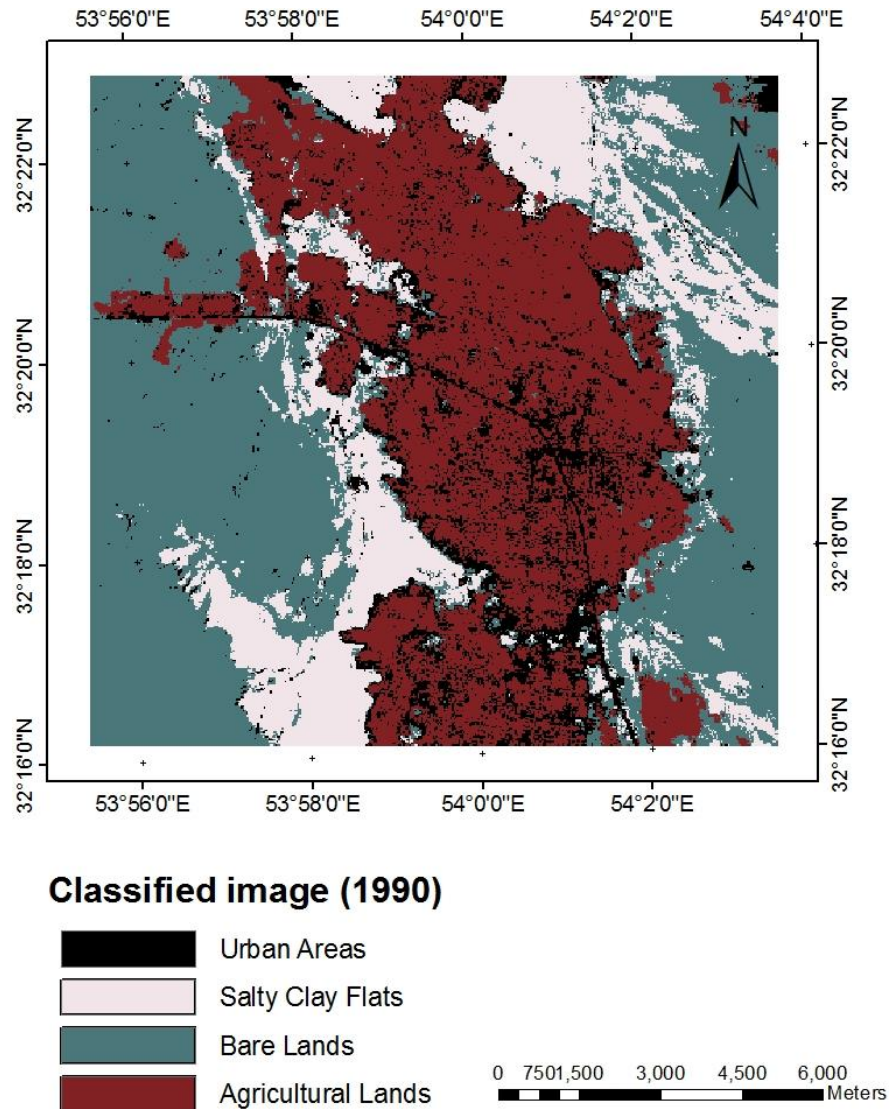 53°56'0"E 53°58'0"E 54°0'0"E 54°2'0"E 54°4'0"E
N
32°22'0"N 32°22'0"N
32°20'0"N 32°20'0"N
32°18'0"N 32°18'0"N
32°16'0"N 32°16'0"N
53°56'0"E 53°58'0"E 54°0'0"E 54°2'0"E
Classified image (1990)
Urban Areas
Salty Clay Flats
Bare Lands
Agricultural Lands
0 750 1,500 3,000 4,500 6,000
Meters